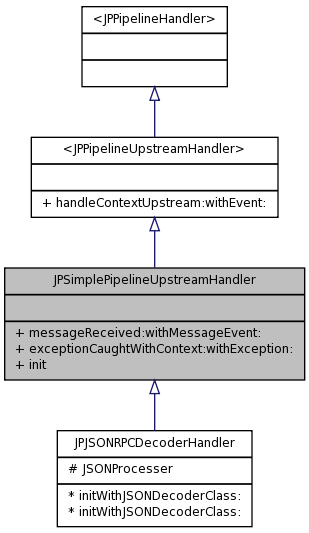 <JPPipelineHandler>
<JPPipelineUpstreamHandler>
+ handleContextUpstream:withEvent:
JPSimplePipelineUpstreamHandler
+ messageReceived:withMessageEvent:
+ exceptionCaughtWithContext:withException:
+ init
JPJSONRPCDecoderHandler
# JSONProcesser
* initWithJSONDecoderClass:
* initWithJSONDecoderClass: